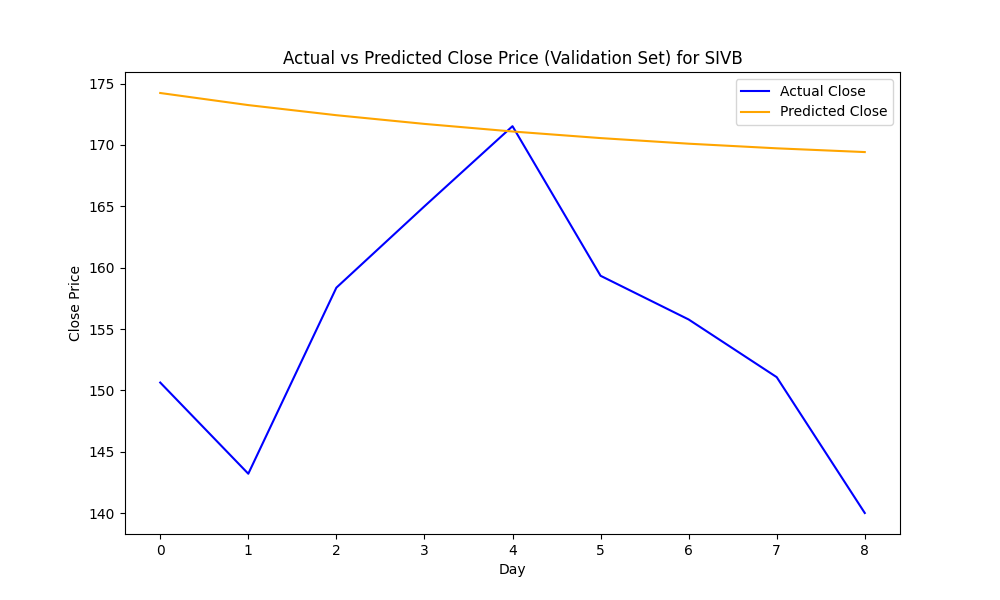 Actual vs Predicted Close Price (Validation Set) for SIVB
Actual Close
Predicted Close
Close Price
175
170
165
160
155
150
145
140
0 1 2 3 4 5 6 7 8
Day